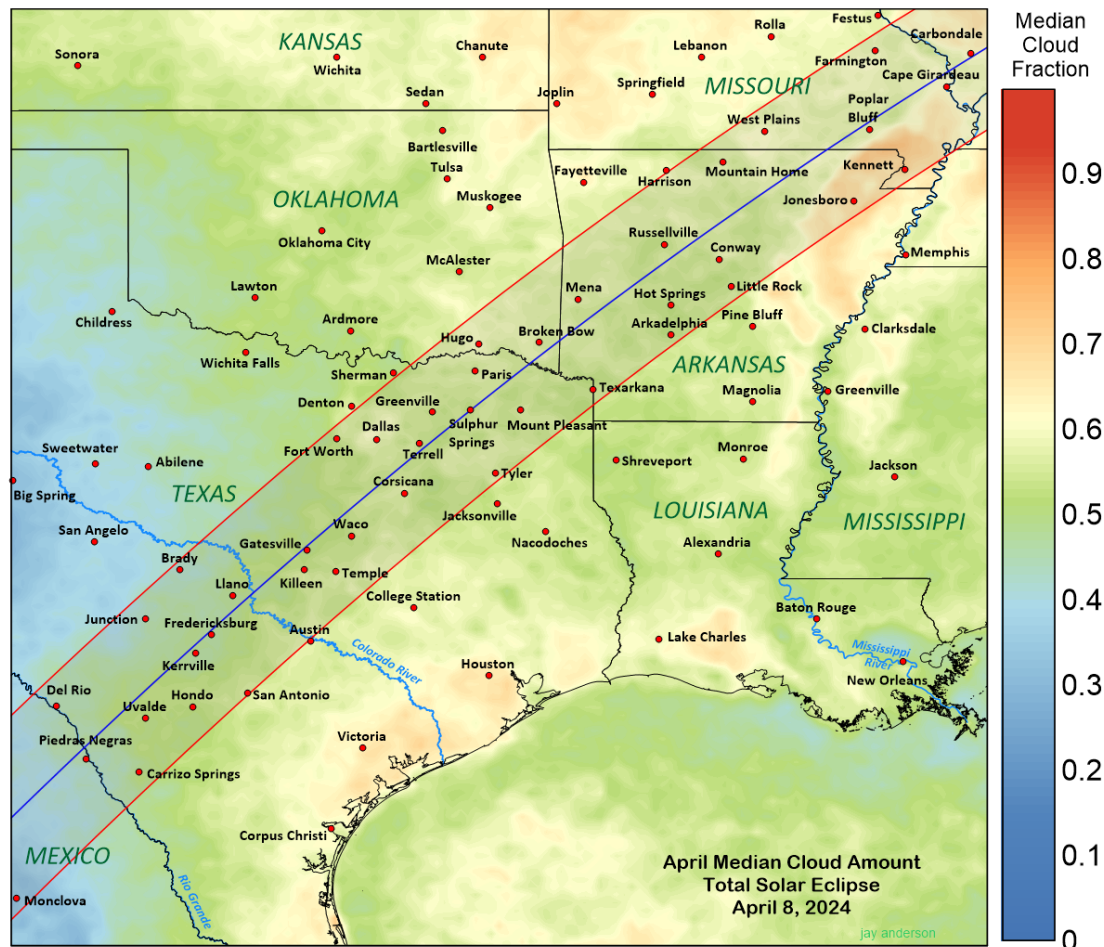 Festus
Rolla
Carbondale
Sonora
KANSAS
Chanute
Lebanon
Wichita
Farmington
Cape Girardeau
Springfield
MISSOURI
Sedan
Joplin
Poplar
Bluff
West Plains
Bartlesville
Tulsa
Fayetteville
Harrison
Mountain Home
Kennett
Muskogee
OKLAHOMA
Jonesboro
Oklahoma City
Russellville
Conway
Memphis
McAlester
Lawton
Mena
Hot Springs
Little Rock
Childress
Ardmore
Arkadelphia
Pine Bluff
Clarksdale
Hugo
Broken Bow
Wichita Falls
Sherman
Paris
ARKANSAS
Texarkana
Magnolia
Greenville
Denton
Greenville
Dallas
Sulphur
Springs
Mount Pleasant
Fort Worth
Terrell
Sweetwater
Abilene
Monroe
Shreveport
Jackson
Tyler
Big Spring
TEXAS
Corsicana
Jacksonville
LOUISIANA
MISSISSIPPI
San Angelo
Waco
Gatesville
Nacodoches
Alexandria
Brady
Killeen
Temple
Llano
College Station
Junction
Fredericksburg
Austin
Baton Rouge
Lake Charles
Kerrville
Colorado River
Houston
Mississippi
River
New Orleans
Del Rio
Hondo
San Antonio
Uvalde
Piedras Negras
Victoria
Carrizo Springs
Corpus Christi
MEXICO
Rio Grande
Monclova
April Median Cloud Amount
Total Solar Eclipse
April 8, 2024
jay anderson
Median
Cloud
Fraction
0.9
0.8
0.7
0.6
0.5
0.4
0.3
0.2
0.1
0